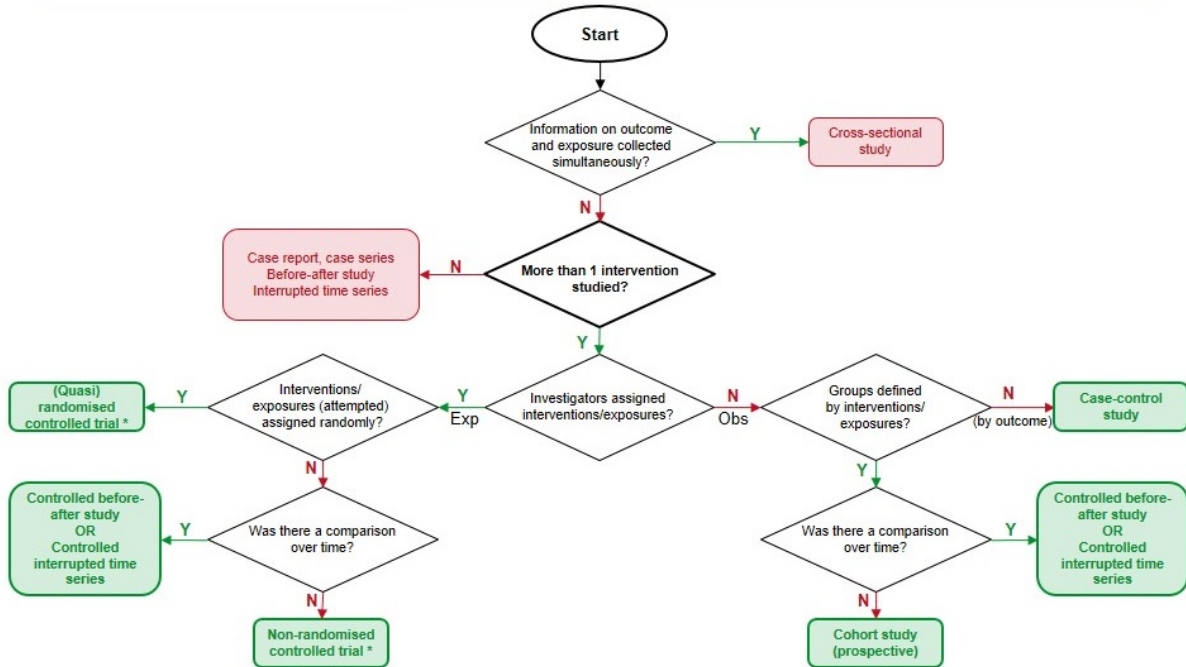 Start
Information on outcome
and exposure collected
simultaneously?
Y
Cross-sectional
study
N
Case report, case series
Before-after study
Interrupted time series
N
More than 1 intervention
studied?
Y
(Quasi)
randomised
controlled trial *
Y
Interventions/
exposures (attempted)
assigned randomly?
Y
Exp
Investigators assigned
interventions/exposures?
N
Obs
Groups defined
by interventions/
exposures?
N
(by outcome)
Case-control
study
N
Y
Controlled before-
after study
OR
Controlled
interrupted time
series
Y
Was there a comparison
over time?
Was there a comparison
over time?
Y
Controlled before-
after study
OR
Controlled
interrupted time
series
N
N
Non-randomised
controlled trial *
Cohort study
(prospective)